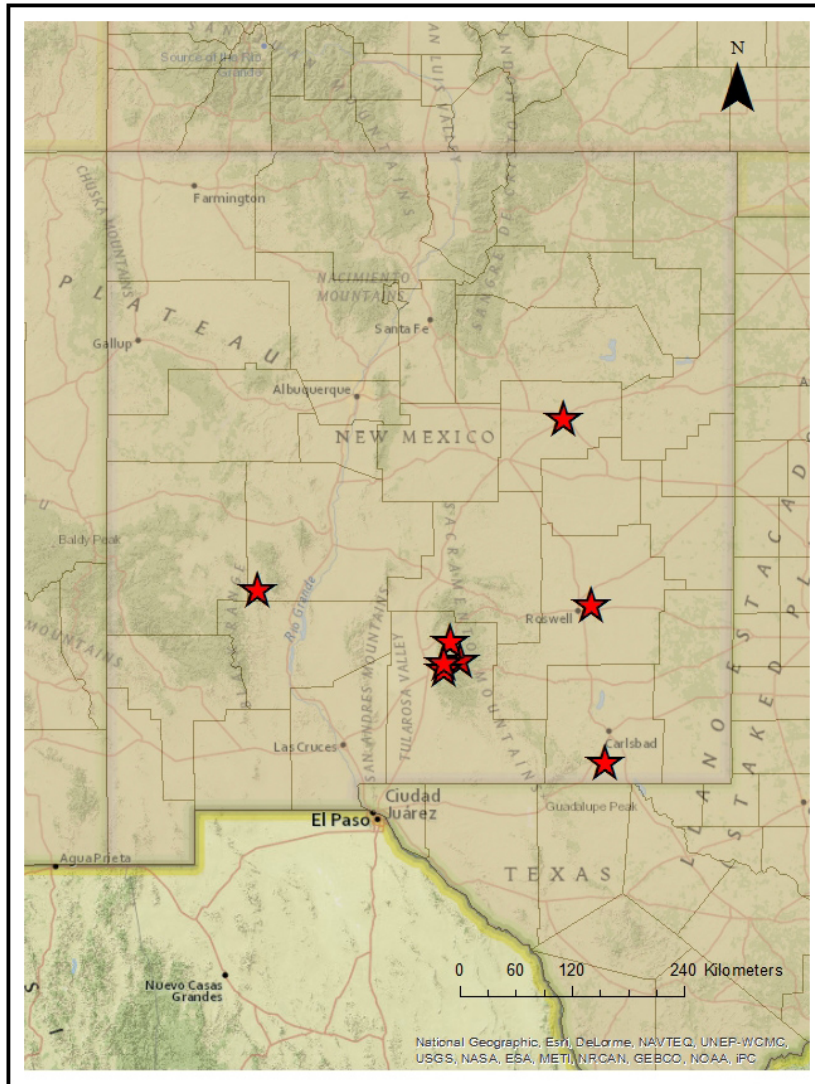 N
SAN JUAN MOUNTAINS
Source of the Rio
Grande
SAN LUIS VALLEY
SANGRE DE
CHUSKA MOUNTAINS
Farmington
PLATEAU
NACIMIENTO
MOUNTAINS
Santa Fe
Gallup
Albuquerque
NEW MEXICO
Baldy Peak
MOUNTAINS
RANGE
Rio Grande
SAN ANDRES MOUNTAINS
TULAROSA VALLEY
SACRAMENTO MOUNTAINS
Roswell
LLANO ESTACADO
STAKED PL
Las Cruces
Carlsbad
Ciudad
Juárez
El Paso
Guadalupe Peak
Agua Prieta
TEXAS
Nuevo Casas
Grandes
S I
0 60 120 240 Kilometers
National Geographic, Esri, DeLorme, NAVTEQ, UNEP-WCMC,
USGS, NASA, ESA, METI, NRCAN, GEBCO, NOAA, iPC